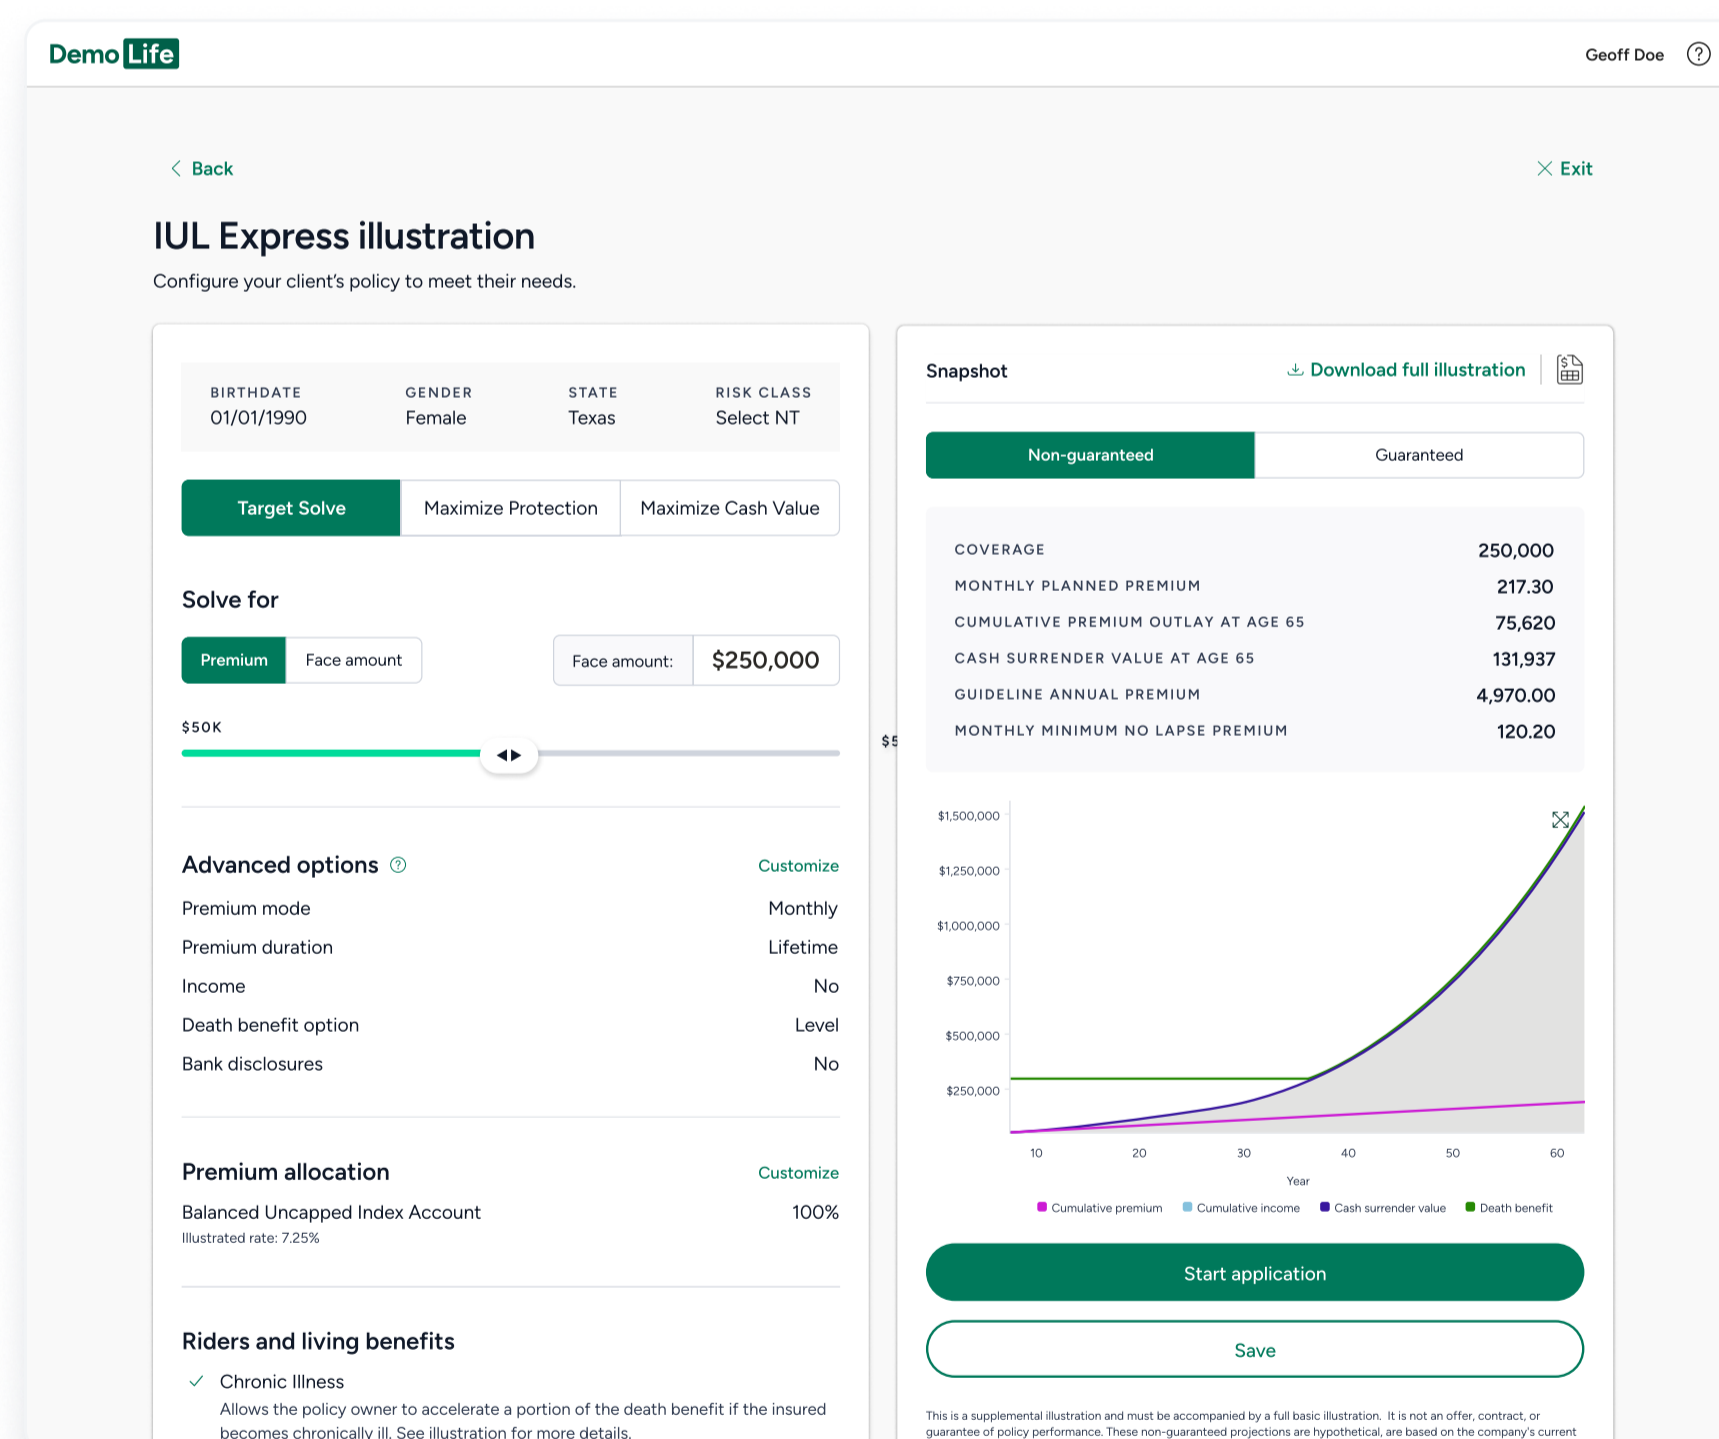 Demo Life
Geoff Doe
Back
Exit
IUL Express illustration
Configure your client's policy to meet their needs.
BIRTHDATE GENDER STATE RISK CLASS
01/01/1990 Female Texas Select NT
Target Solve Maximize Protection Maximize Cash Value
Solve for
Premium Face amount Face amount: $250,000
$50K
$5
Advanced options ? Customize
Premium mode Monthly
Premium duration Lifetime
Income No
Death benefit option Level
Bank disclosures No
Premium allocation Customize
Balanced Uncapped Index Account 100%
Illustrated rate: 7.25%
Riders and living benefits
Chronic Illness
Allows the policy owner to accelerate a portion of the death benefit if the insured
becomes chronically ill. See illustration for more details.
Snapshot Download full illustration
Non-guaranteed Guaranteed
COVERAGE 250,000
MONTHLY PLANNED PREMIUM 217.30
CUMULATIVE PREMIUM OUTLAY AT AGE 65 75,620
CASH SURRENDER VALUE AT AGE 65 131,937
GUIDELINE ANNUAL PREMIUM 4,970.00
MONTHLY MINIMUM NO LAPSE PREMIUM 120.20
$1,500,000
$1,250,000
$1,000,000
$750,000
$500,000
$250,000
10 20 30 40 50 60
Year
Cumulative premium Cumulative income Cash surrender value Death benefit
Start application
Save
This is a supplemental illustration and must be accompanied by a full basic illustration. It is not an offer, contract, or
guarantee of policy performance. These non-guaranteed projections are hypothetical, are based on the company's current